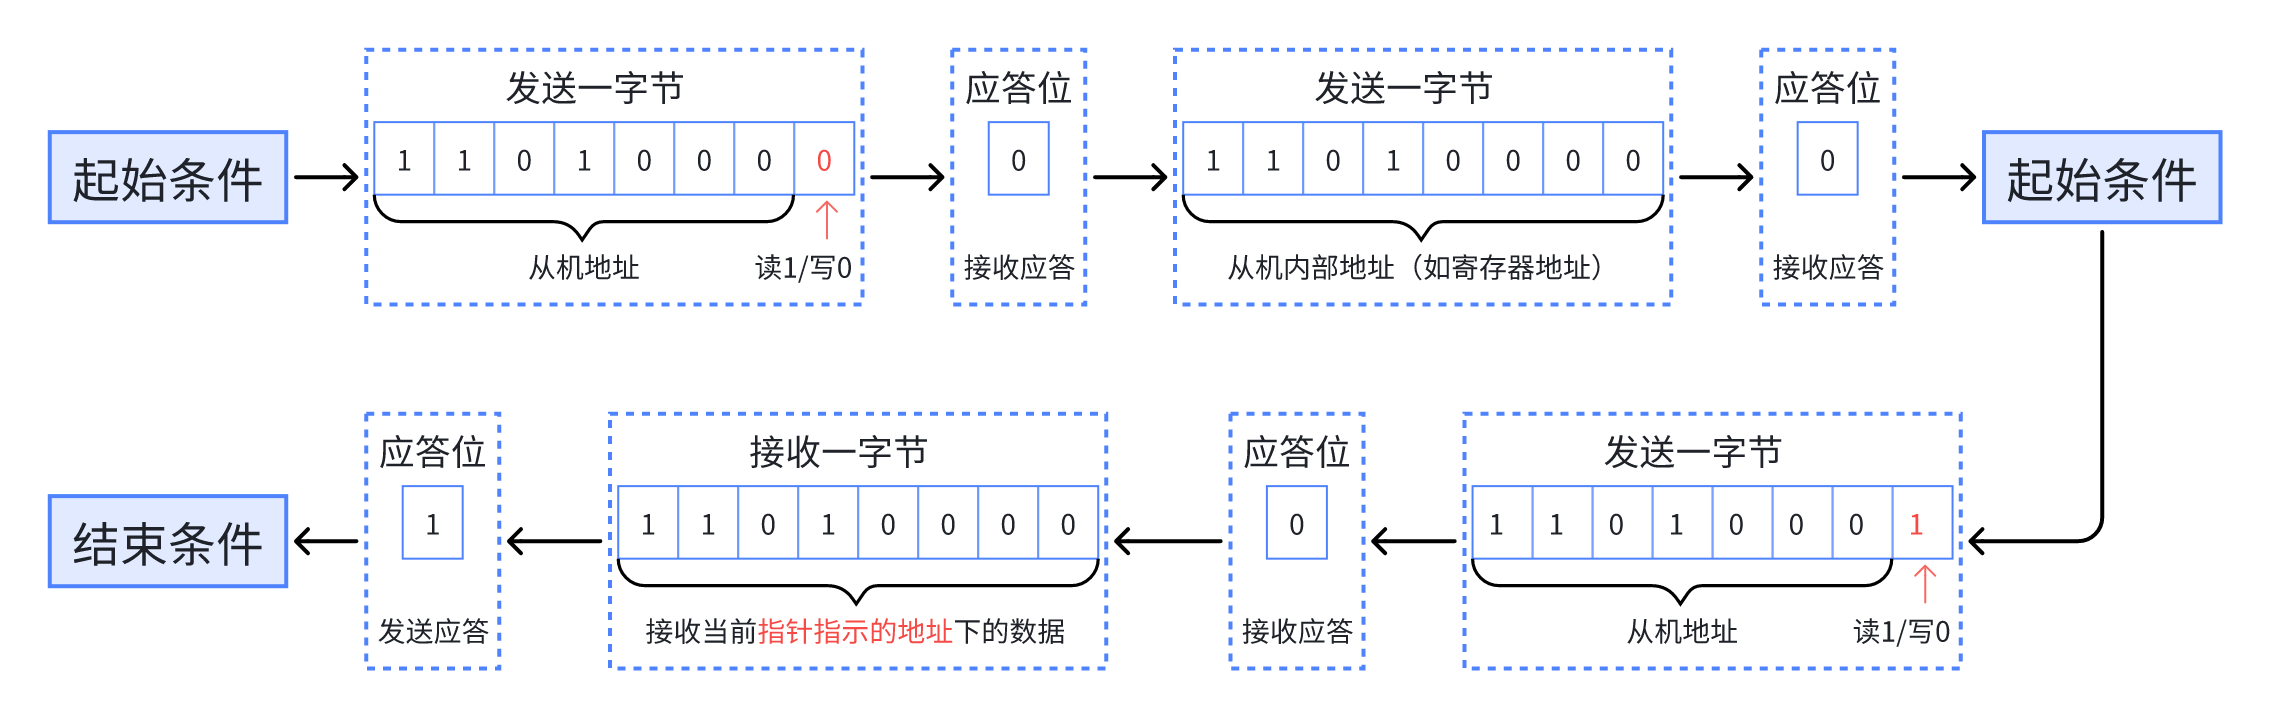 起始条件
发送一字节
1 1 0 1 0 0 0 0
从机地址
读1/写0
应答位
0
接收应答
发送一字节
1 1 0 1 0 0 0 0
从机内部地址（如寄存器地址）
应答位
0
接收应答
起始条件
发送一字节
1 1 0 1 0 0 0 1
从机地址
读1/写0
应答位
0
接收应答
接收一字节
1 1 0 1 0 0 0 0
接收当前指针指示的地址下的数据
应答位
1
发送应答
结束条件